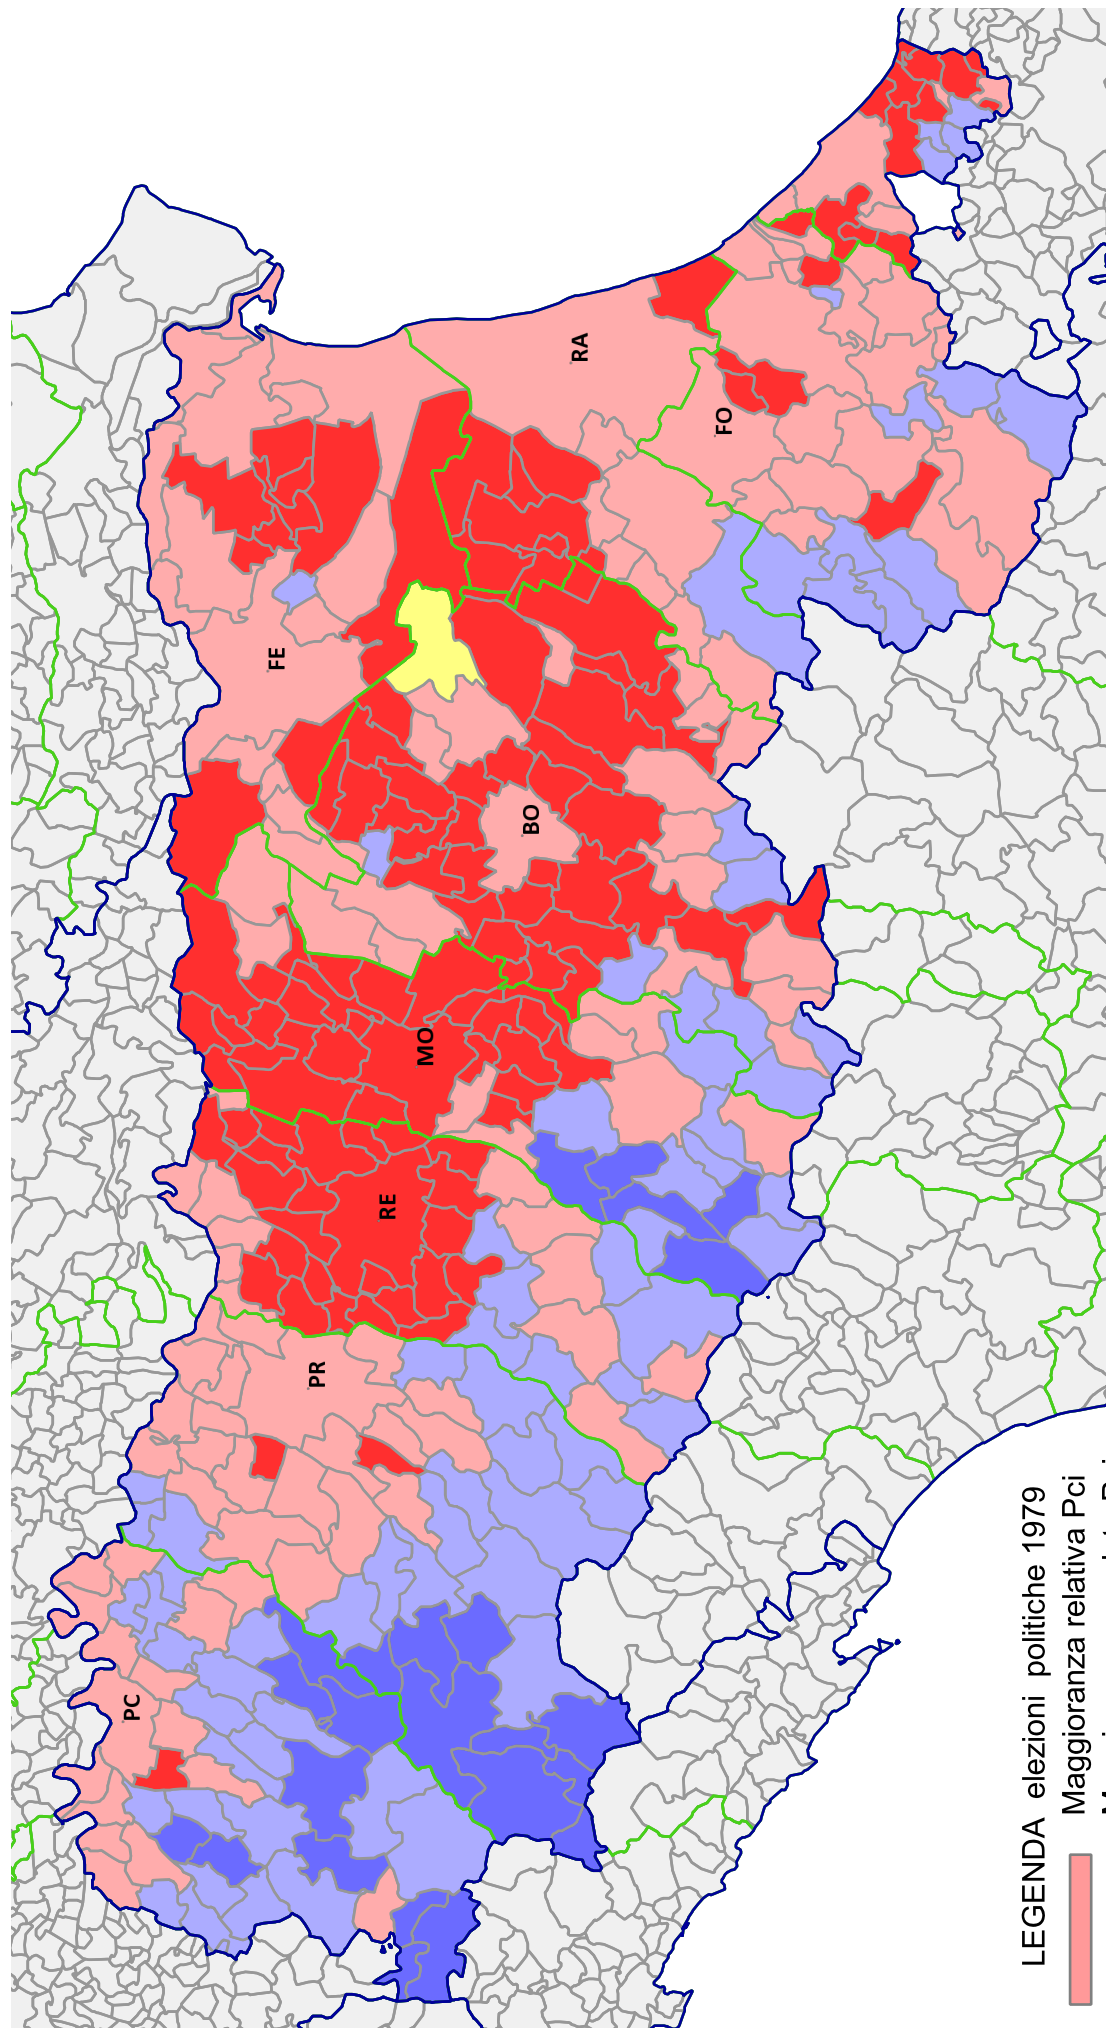 PC
PR
RE
MO
BO
FE
RA
FO
LEGENDA elezioni politiche 1979
Maggioranza relativa Pci